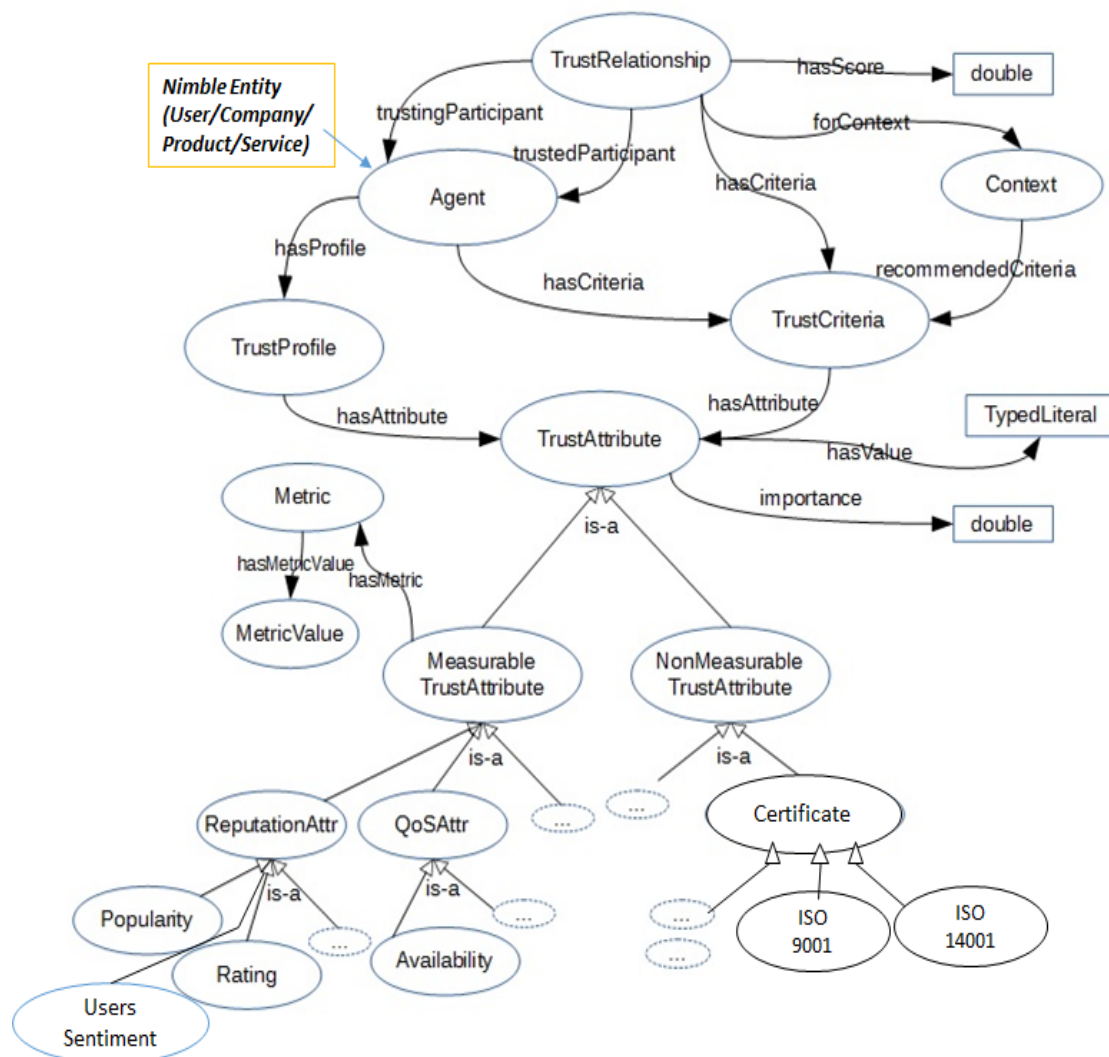 TrustRelationship
hasScore
double
Nimble Entity
(User/Company/
Product/Service)
trustingParticipant
forContext
trustedParticipant
hasCriteria
Context
Agent
hasProfile
hasCriteria
recommendedCriteria
TrustCriteria
TrustProfile
hasAttribute
hasAttribute
TypedLiteral
TrustAttribute
hasValue
Metric
importance
double
is-a
hasMetricValue
hasMetric
MetricValue
Measurable
TrustAttribute
NonMeasurable
TrustAttribute
is-a
is-a
...
...
ReputationAttr
QoSAttr
Certificate
is-a
is-a
Popularity
...
...
...
...
ISO
9001
ISO
14001
Rating
Availability
Users
Sentiment